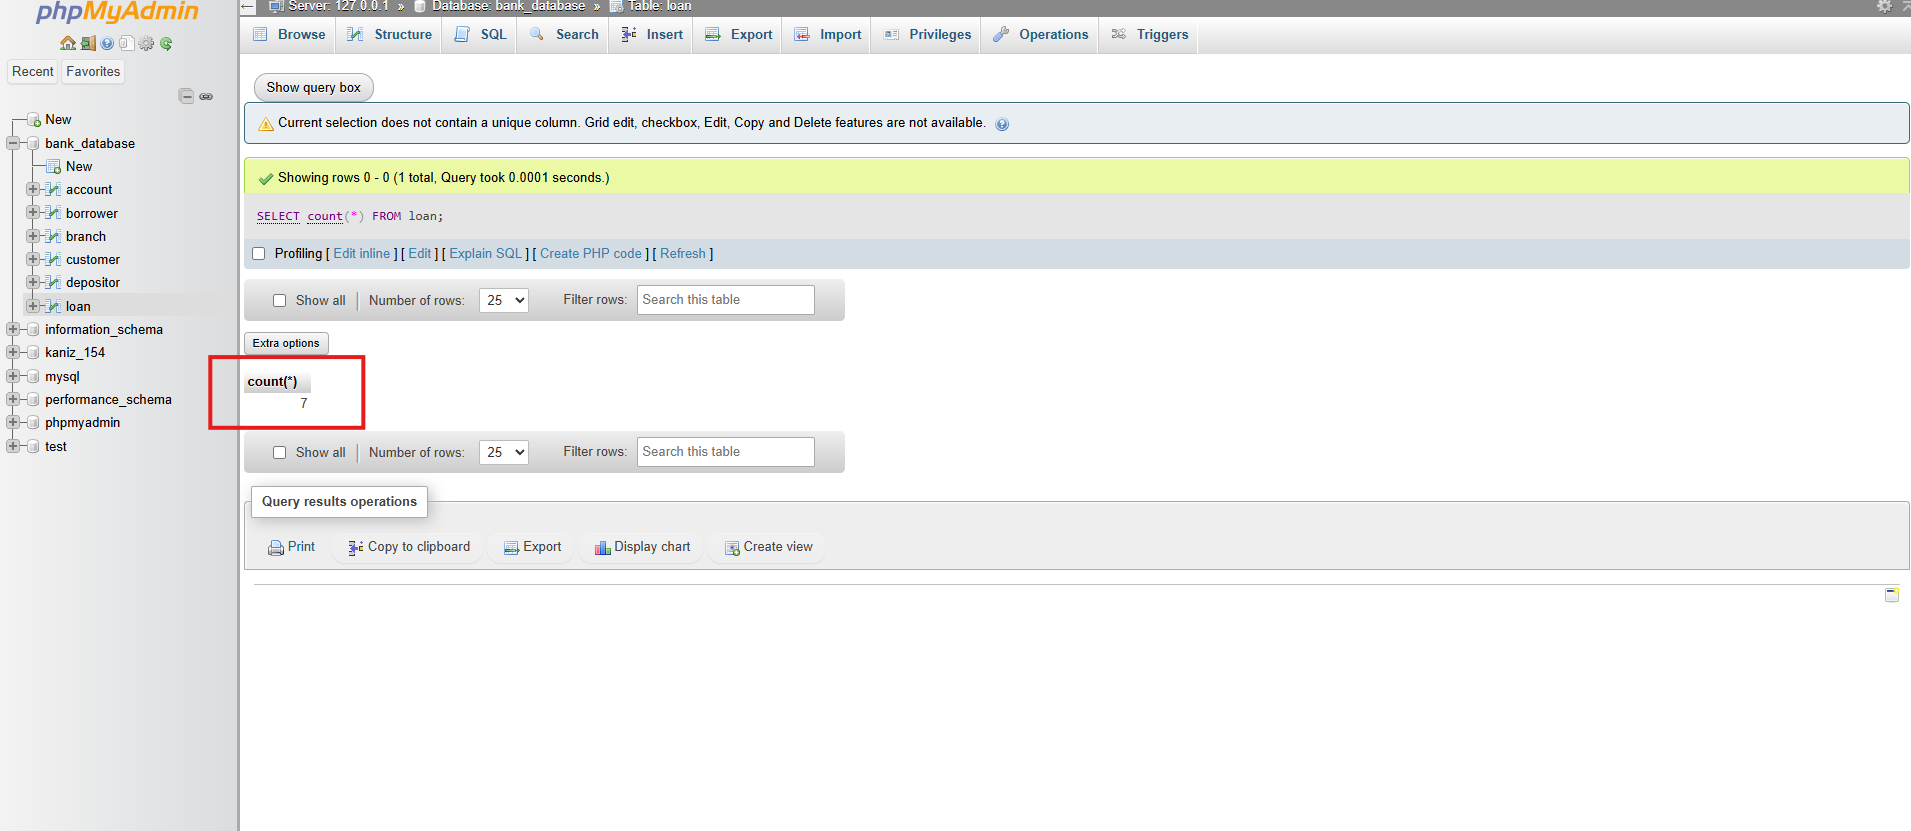 phpMyAdmin
Recent Favorites
New
bank_database
New
account
borrower
branch
customer
depositor
loan
information_schema
kaniz_154
mysql
performance_schema
phpmyadmin
test
Server: 127.0.0.1 » Database: bank_database » Table: loan
Browse Structure SQL Search Insert Export Import Privileges Operations Triggers
Show query box
Current selection does not contain a unique column. Grid edit, checkbox, Edit, Copy and Delete features are not available.
Showing rows 0 - 0 (1 total, Query took 0.0001 seconds.)
SELECT count(*) FROM loan;
Profiling [ Edit inline ] [ Edit ] [ Explain SQL ] [ Create PHP code ] [ Refresh ]
Show all Number of rows: 25 Filter rows: Search this table
Extra options
count(*)
7
Show all Number of rows: 25 Filter rows: Search this table
Query results operations
Print Copy to clipboard Export Display chart Create view